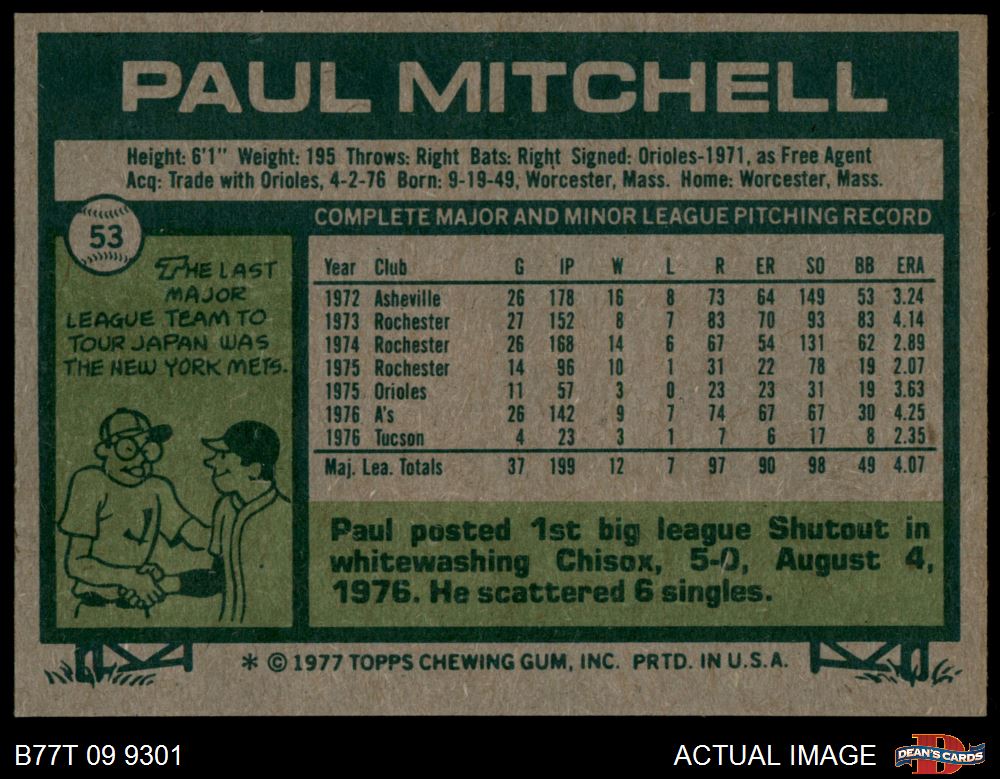 PAUL MITCHELL
Height: 6'1" Weight: 195 Throws: Right Bats: Right Signed: Orioles-1971, as Free Agent
Acq: Trade with Orioles, 4-2-76 Born: 9-19-49, Worcester, Mass. Home: Worcester, Mass.
53
THE LAST
MAJOR
LEAGUE TEAM TO
TOUR JAPAN WAS
THE NEW YORK METS.
COMPLETE MAJOR AND MINOR LEAGUE PITCHING RECORD
Year Club G IP W L R ER SO BB ERA
1972 Asheville 26 178 16 8 73 64 149 53 3.24
1973 Rochester 27 152 8 7 83 70 93 83 4.14
1974 Rochester 26 168 14 6 67 54 131 62 2.89
1975 Rochester 14 96 10 1 31 22 78 19 2.07
1975 Orioles 11 57 3 0 23 23 31 19 3.63
1976 A's 26 142 9 7 74 67 67 30 4.25
1976 Tucson 4 23 3 1 7 6 17 8 2.35
Maj. Lea. Totals 37 199 12 7 97 90 98 49 4.07
Paul posted 1st big league Shutout in
whitewashing Chisox, 5-0, August 4,
1976. He scattered 6 singles.
* © 1977 TOPPS CHEWING GUM, INC. PRTD. IN U.S.A.
B77T 09 9301
ACTUAL IMAGE
DEAN'S CARDS